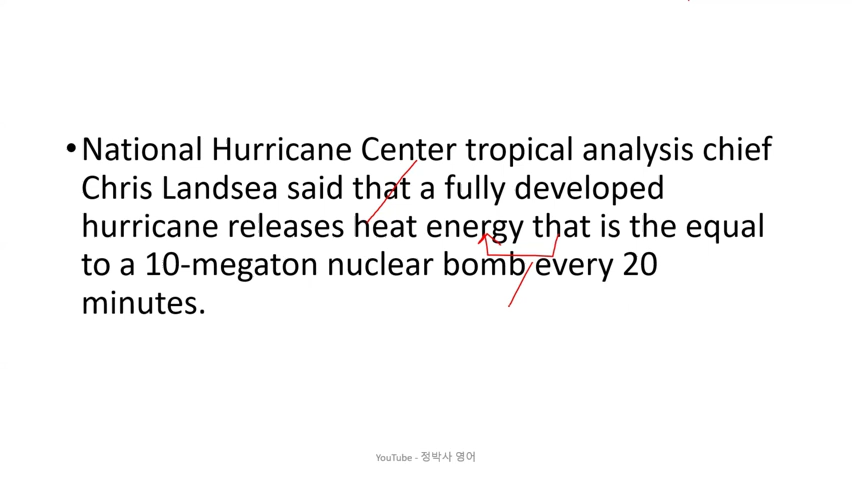 •National Hurricane Center tropical analysis chief
Chris Landsea said that a fully developed
hurricane releases heat energy that is the equal
to a 10-megaton nuclear bomb every 20
minutes.
YouTube - 정박사 영어